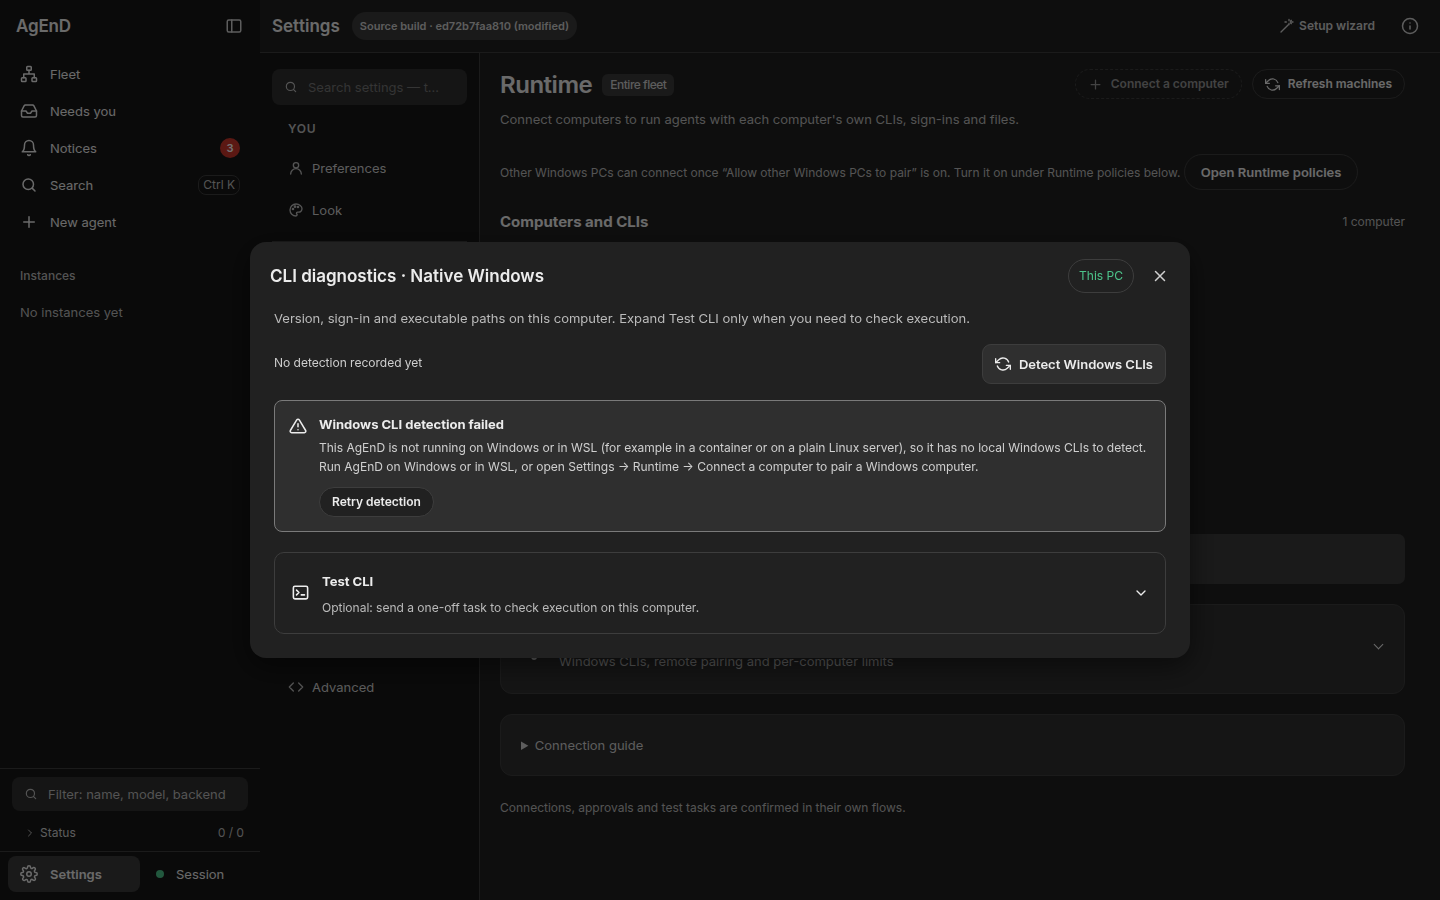 AgEnD
Fleet
Needs you
Notices
3
Search
Ctrl K
New agent
Instances
No instances yet
Filter: name, model, backend
Status
0 / 0
Settings
Session
Settings
Source build · ed72b7faa810 (modified)
Setup wizard
Search settings — t...
YOU
Preferences
Look
Advanced
Runtime
Entire fleet
Connect a computer
Refresh machines
Connect computers to run agents with each computer's own CLIs, sign-ins and files.
Other Windows PCs can connect once “Allow other Windows PCs to pair” is on. Turn it on under Runtime policies below.
Open Runtime policies
Computers and CLIs
1 computer
CLI diagnostics · Native Windows
This PC
Version, sign-in and executable paths on this computer. Expand Test CLI only when you need to check execution.
No detection recorded yet
Detect Windows CLIs
Windows CLI detection failed
This AgEnD is not running on Windows or in WSL (for example in a container or on a plain Linux server), so it has no local Windows CLIs to detect.
Run AgEnD on Windows or in WSL, or open Settings → Runtime → Connect a computer to pair a Windows computer.
Retry detection
Test CLI
Optional: send a one-off task to check execution on this computer.
Windows CLIs, remote pairing and per-computer limits
Connection guide
Connections, approvals and test tasks are confirmed in their own flows.